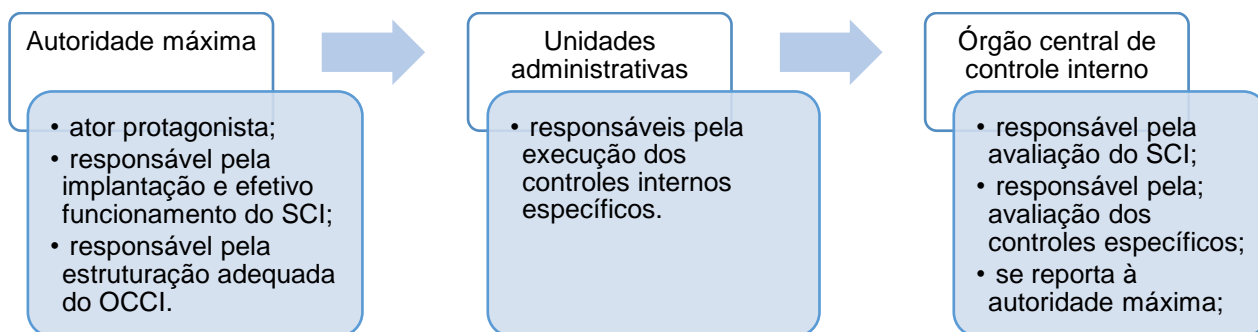 Autoridade máxima
• ator protagonista;
• responsável pela
implantação e efetivo
funcionamento do SCI;
• responsável pela
estruturação adequada
do OCCI.
Unidades
administrativas
• responsáveis pela
execução dos
controles internos
específicos.
Órgão central de
controle interno
• responsável pela
avaliação do SCI;
• responsável pela;
avaliação dos
controles específicos;
• se reporta à
autoridade máxima;